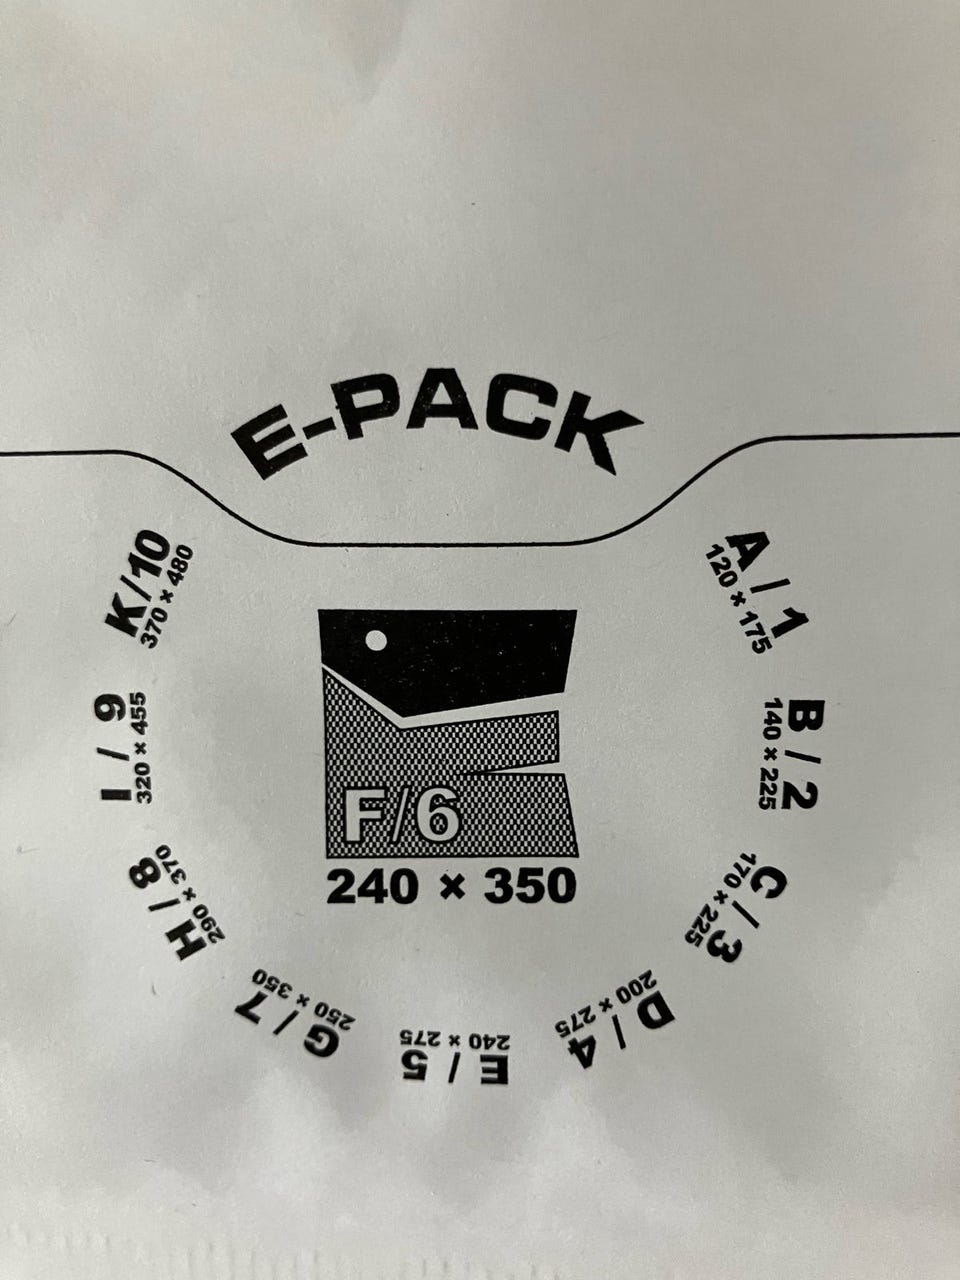 E-PACK
A / 1
120 × 175
B / 2
140 × 225
C / 3
170 × 225
D / 4
200 × 275
E / 5
240 × 275
F/6
240 × 350
G / 7
250 × 350
H / 8
290 × 370
I / 9
320 × 455
K/10
370 × 480